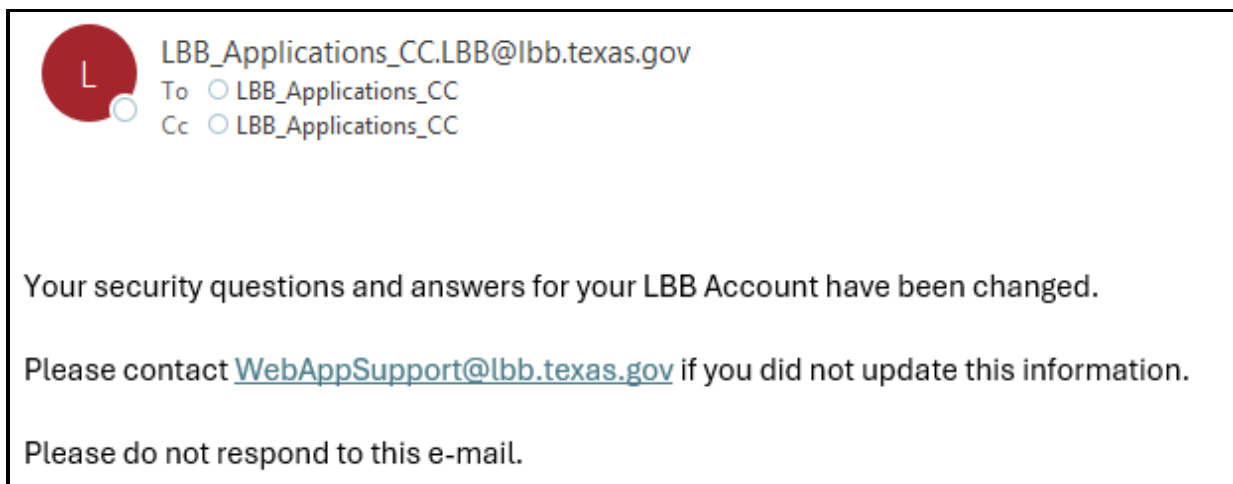 L
LBB_Applications_CC.LBB@lbb.texas.gov
To LBB_Applications_CC
Cc LBB_Applications_CC
Your security questions and answers for your LBB Account have been changed.
Please contact WebAppSupport@lbb.texas.gov if you did not update this information.
Please do not respond to this e-mail.